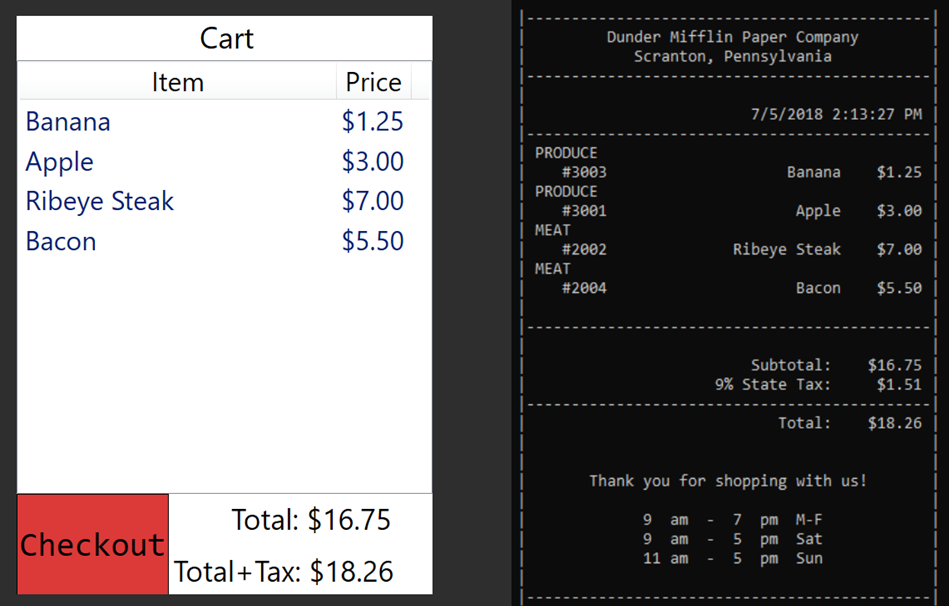 Cart
Item Price
Banana $1.25
Apple $3.00
Ribeye Steak $7.00
Bacon $5.50
Checkout
Total: $16.75
Total+Tax: $18.26
Dunder Mifflin Paper Company
Scranton, Pennsylvania
7/5/2018 2:13:27 PM
PRODUCE
#3003 Banana $1.25
PRODUCE
#3001 Apple $3.00
MEAT
#2002 Ribeye Steak $7.00
MEAT
#2004 Bacon $5.50
Subtotal: $16.75
9% State Tax: $1.51
Total: $18.26
Thank you for shopping with us!
9 am - 7 pm M-F
9 am - 5 pm Sat
11 am - 5 pm Sun